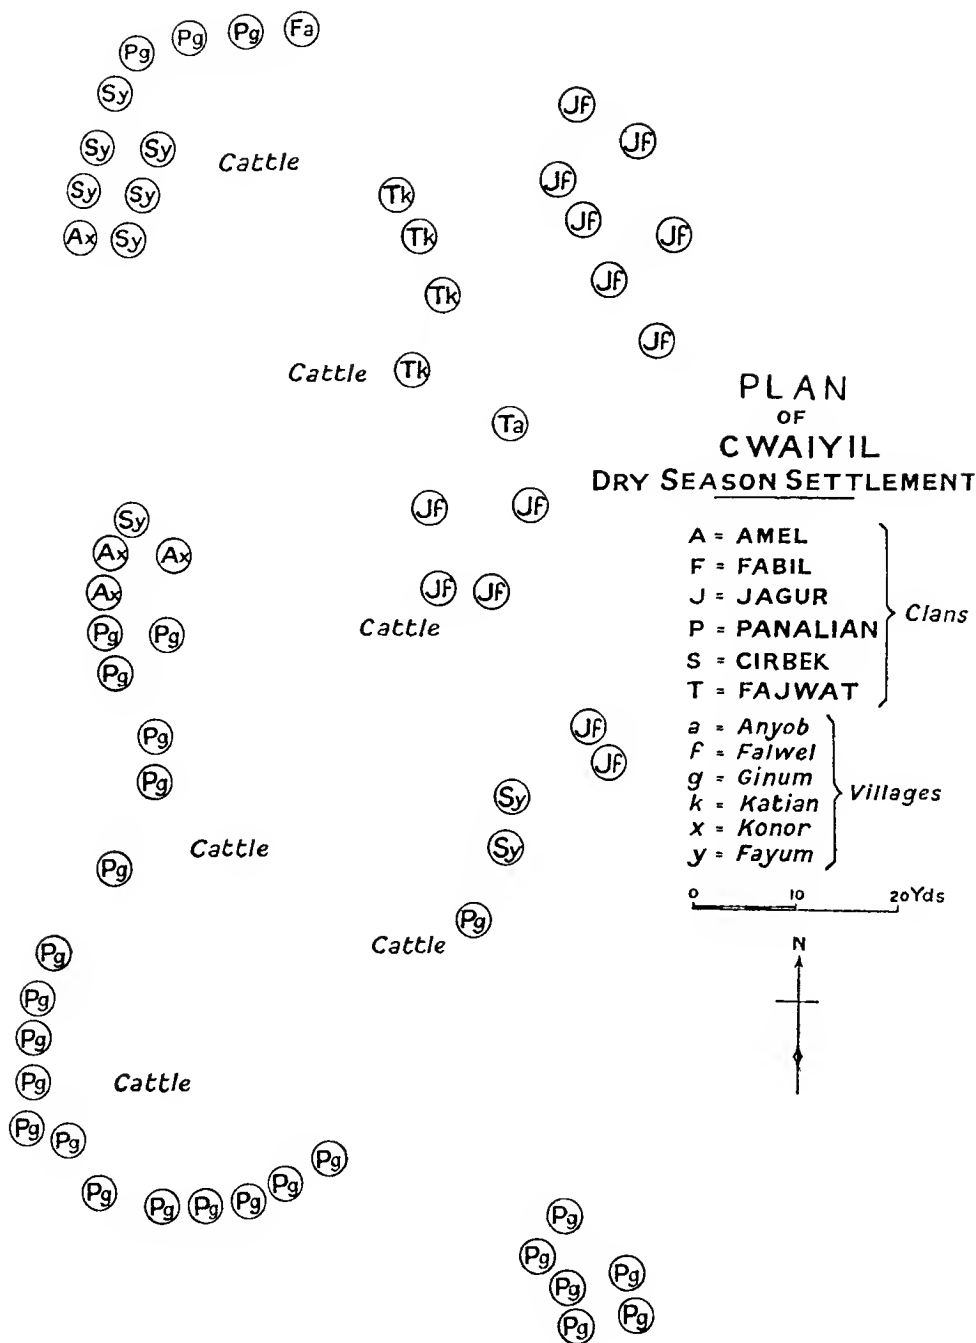 Pg Pg Pg Fa
Sy
Sy Sy
Sy Sy
Ax Sy
Cattle
Tk
Tk
Tk
Cattle Tk
Ta
Jf
Jf
Jf
Jf
Jf
Jf
Jf
Jf Jf
Jf Jf
Cattle
Sy
Ax Ax
Ax
Pg Pg
Pg
Pg
Pg
Pg
Cattle
Jf
Jf
Sy
Sy
Pg
Cattle
Pg
Pg
Pg
Pg
Pg Pg
Pg Pg Pg Pg Pg Pg
Cattle
Pg
Pg
Pg Pg
Pg Pg
PLAN
OF
CWAIYIL
DRY SEASON SETTLEMENT
A = AMEL
F = FABIL
J = JAGUR
P = PANALIAN
S = CIRBEK
T = FAJWAT
Clans
a = Anyob
f = Falwel
g = Ginum
k = Katian
x = Konor
y = Fayum
Villages
0 10 20 Yds
N